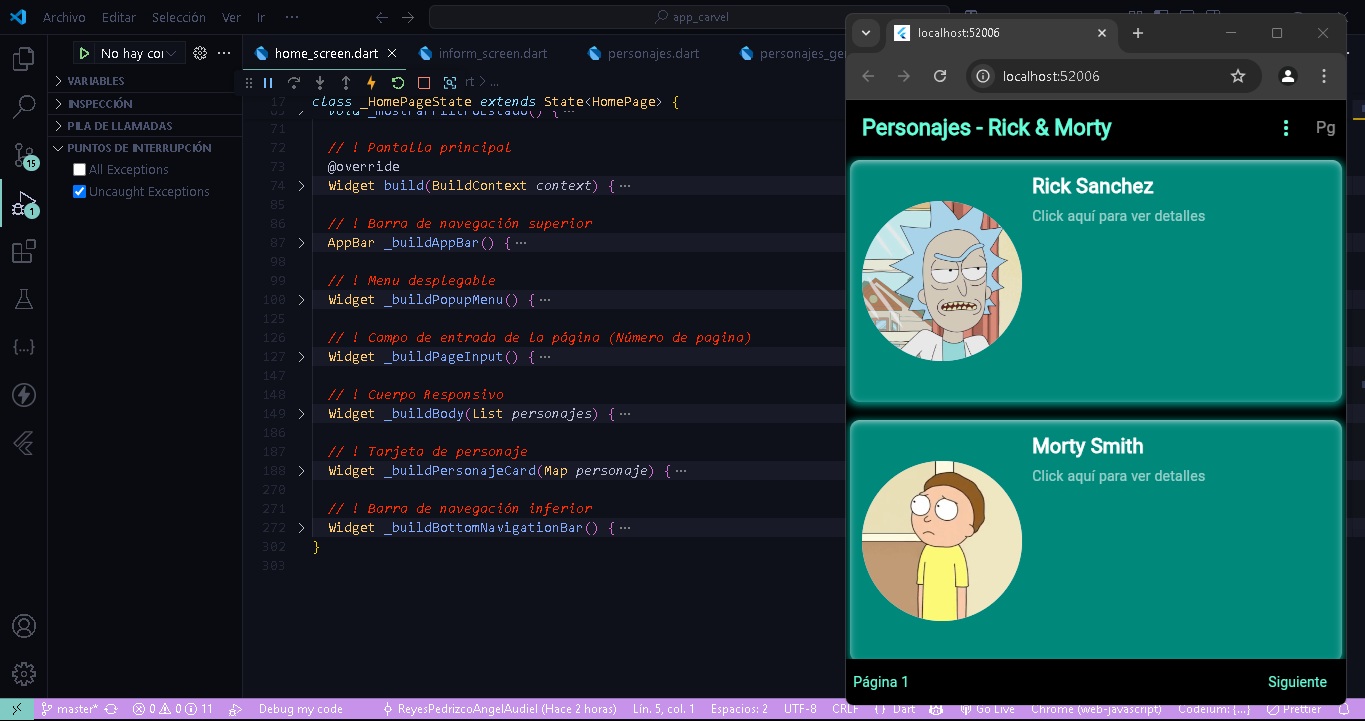 Archivo Editar Selección Ver Ir ··· app_carvel
No hay cor
home_screen.dart inform_screen.dart personajes.dart personajes_ge
VARIABLES
INSPECCIÓN
PILA DE LLAMADAS
PUNTOS DE INTERRUPCIÓN
All Exceptions
Uncaught Exceptions
15
1
rt > ...
17 class _HomePageState extends State<HomePage> {
71
72 // ! Pantalla principal
73 @override
74 Widget build(BuildContext context) { ···
85
86 // ! Barra de navegación superior
87 AppBar _buildAppBar() { ···
98
99 // ! Menu desplegable
100 Widget _buildPopupMenu() { ···
125
126 // ! Campo de entrada de la página (Número de pagina)
127 Widget _buildPageInput() { ···
147
148 // ! Cuerpo Responsivo
149 Widget _buildBody(List personajes) { ···
186
187 // ! Tarjeta de personaje
188 Widget _buildPersonajeCard(Map personaje) { ···
270
271 // ! Barra de navegación inferior
272 Widget _buildBottomNavigationBar() { ···
302 }
303
localhost:52006
localhost:52006
Personajes - Rick & Morty Pg
Rick Sanchez
Click aquí para ver detalles
Morty Smith
Click aquí para ver detalles
Página 1 Siguiente
master* 0 0 11 Debug my code ReyesPedrizcoAngelAudiel (Hace 2 horas) Lín. 5, col. 1 Espacios: 2 UTF-8 CRLF {} Dart Go Live Chrome (web-javascript) Codeium: {...} Prettier